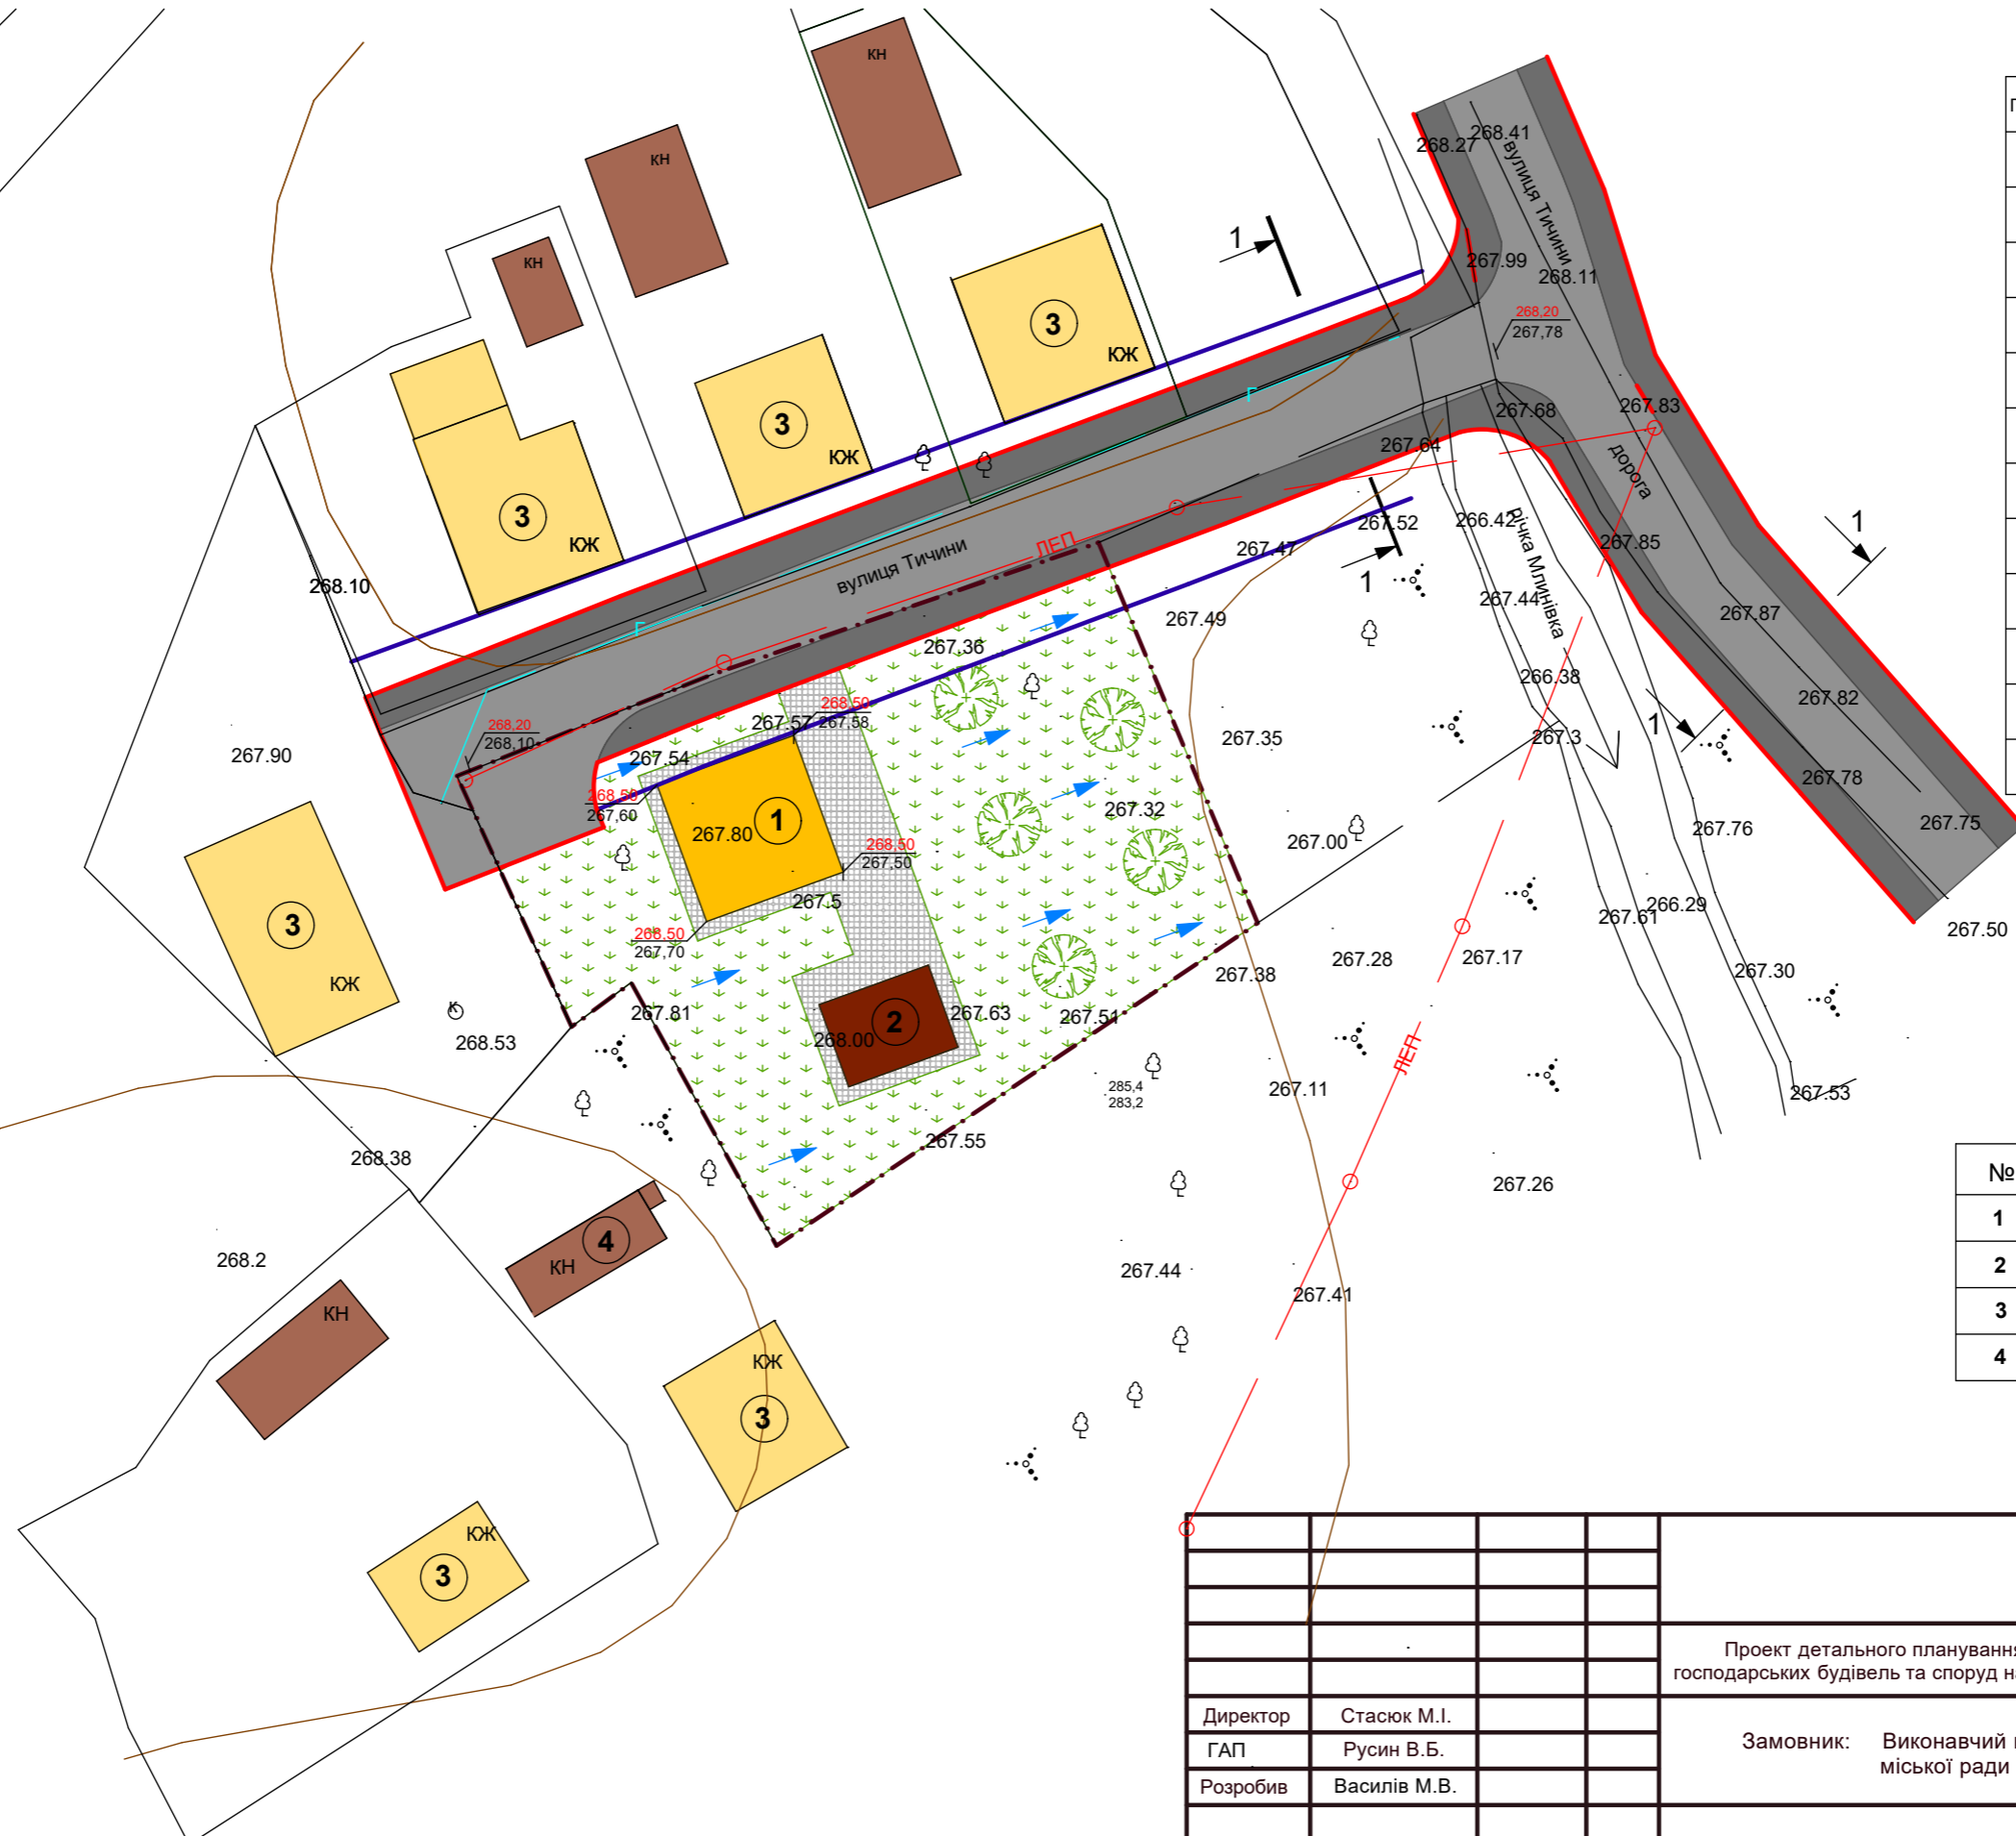 КН
КН
КН
268.41
268.27
вулиця Тичини
1
267.99
268.11
268,20
267,78
3
КЖ
3
КЖ
Г
267.83
267.68
267.64
дорога
3
КЖ
267.52
266.42
1
267.85
267.47
ЛЕП
вулиця Тичини
1
річка Млинівка
268.10
267.44
267.87
267.49
Г
267.36
266.38
267.82
268,50
267,58
267.57
268,20
268,10
267.35
267.3
1
267.90
267.54
267.78
268,50
267,60
267.80
1
267.32
267.00
267.76
267.75
268,50
267,50
267.5
3
КЖ
268,50
267,70
267.61
266.29
267.50
267.38
267.28
267.17
267.30
К
268.53
267.81
268.00
2
267.63
267.51
ЛЕП
285,4
283,2
267.11
267.53
268.38
267.55
267.26
№
1
2
3
4
268.2
КН
4
267.44
267.41
КН
КЖ
3
КЖ
3
Проект детального планування
господарських будівель та споруд н
Директор
Стасюк М.І.
ГАП
Русин В.Б.
Розробив
Василів М.В.
Замовник:
Виконавчий
міської ради